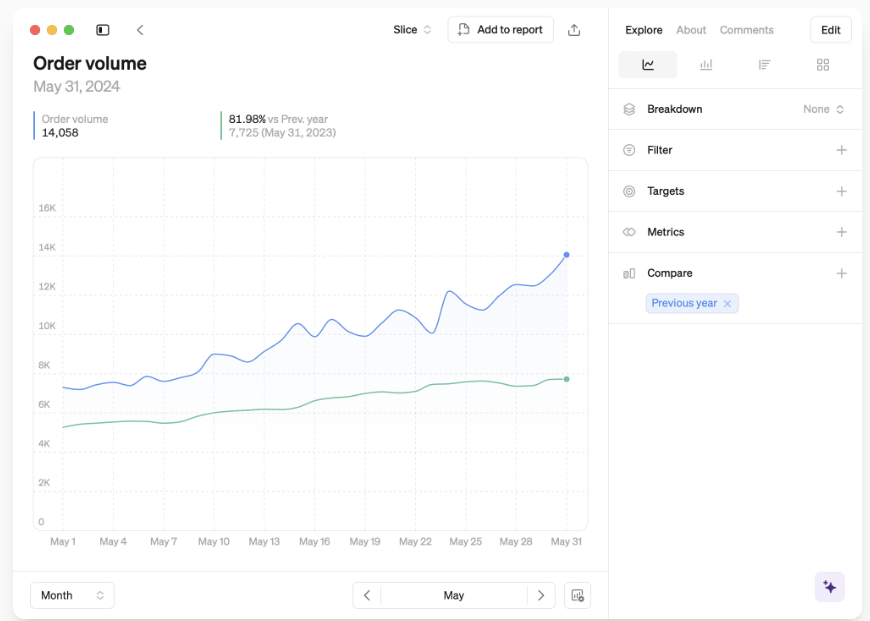 Slice
Add to report
Order volume
May 31, 2024
Order volume
14,058
81.98% vs Prev. year
7,725 (May 31, 2023)
16K
14K
12K
10K
8K
6K
4K
2K
0
May 1 May 4 May 7 May 10 May 13 May 16 May 19 May 22 May 25 May 28 May 31
Month
May
Explore About Comments
Edit
Breakdown None
Filter
Targets
Metrics
Compare
Previous year